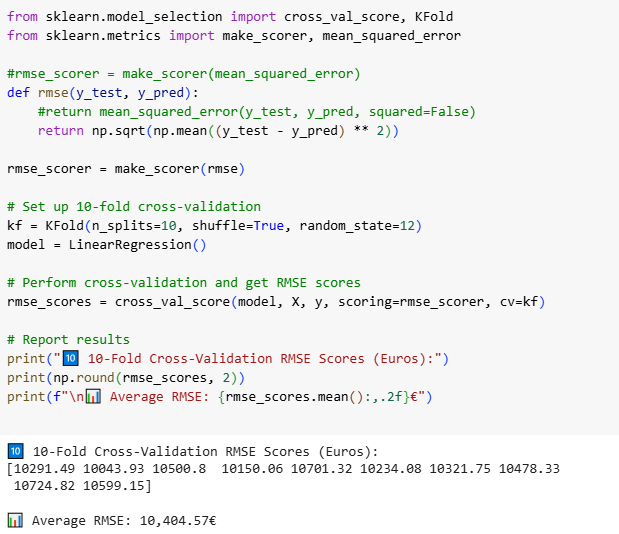 from sklearn.model_selection import cross_val_score, KFold
from sklearn.metrics import make_scorer, mean_squared_error

#rmse_scorer = make_scorer(mean_squared_error)
def rmse(y_test, y_pred):
    #return mean_squared_error(y_test, y_pred, squared=False)
    return np.sqrt(np.mean((y_test - y_pred) ** 2))

rmse_scorer = make_scorer(rmse)

# Set up 10-fold cross-validation
kf = KFold(n_splits=10, shuffle=True, random_state=12)
model = LinearRegression()

# Perform cross-validation and get RMSE scores
rmse_scores = cross_val_score(model, X, y, scoring=rmse_scorer, cv=kf)

# Report results
print("🔟 10-Fold Cross-Validation RMSE Scores (Euros):")
print(np.round(rmse_scores, 2))
print(f"\n📊 Average RMSE: {rmse_scores.mean():,.2f}€")

🔟 10-Fold Cross-Validation RMSE Scores (Euros):
[10291.49 10043.93 10500.8  10150.06 10701.32 10234.08 10321.75 10478.33
 10724.82 10599.15]

📊 Average RMSE: 10,404.57€